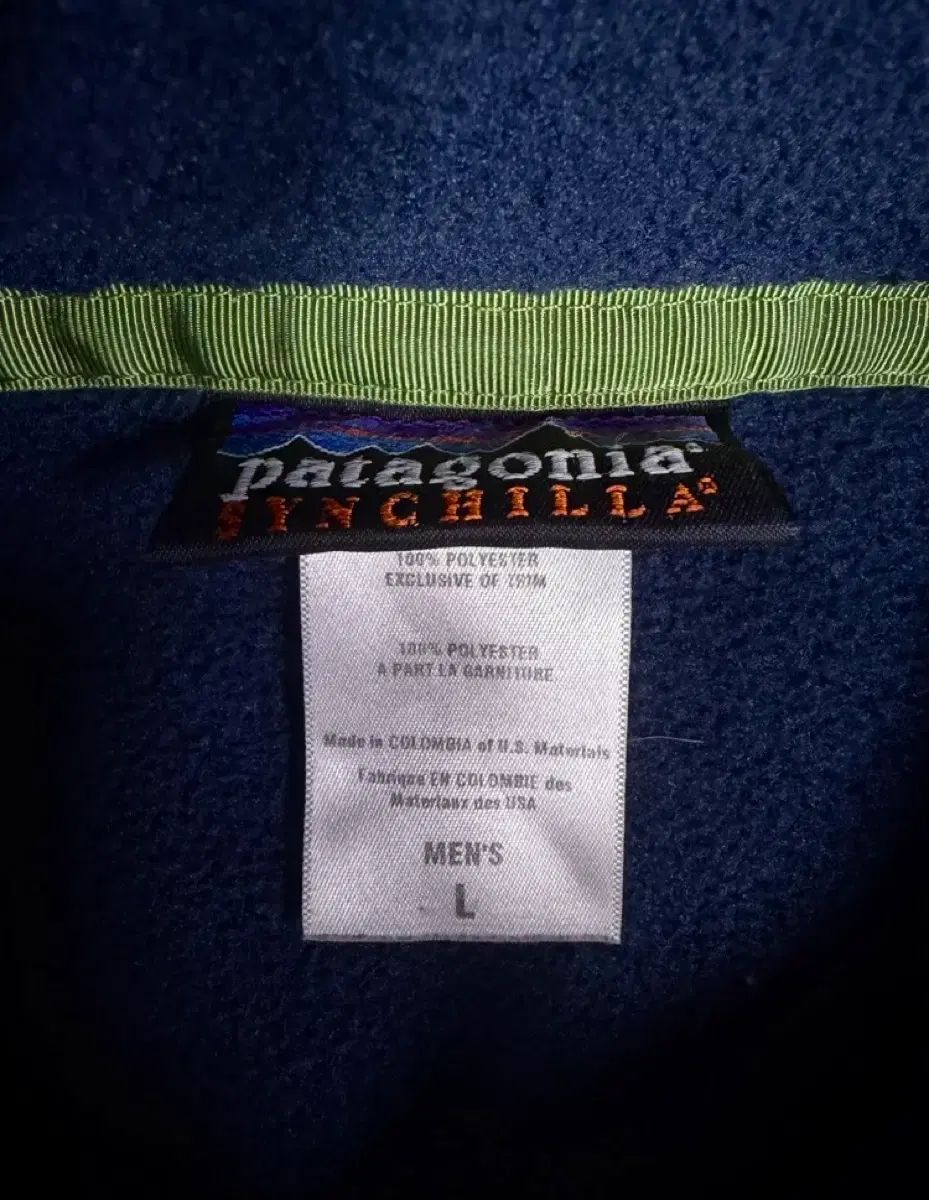 patagonia®
SYNCHILLA®
100% POLYESTER
EXCLUSIVE OF TRIM
100% POLYESTER
A PART LA GARNITURE
Made in COLOMBIA of U.S. Materials
Fabrique EN COLOMBIE des
Materiaux des USA
MEN'S
L